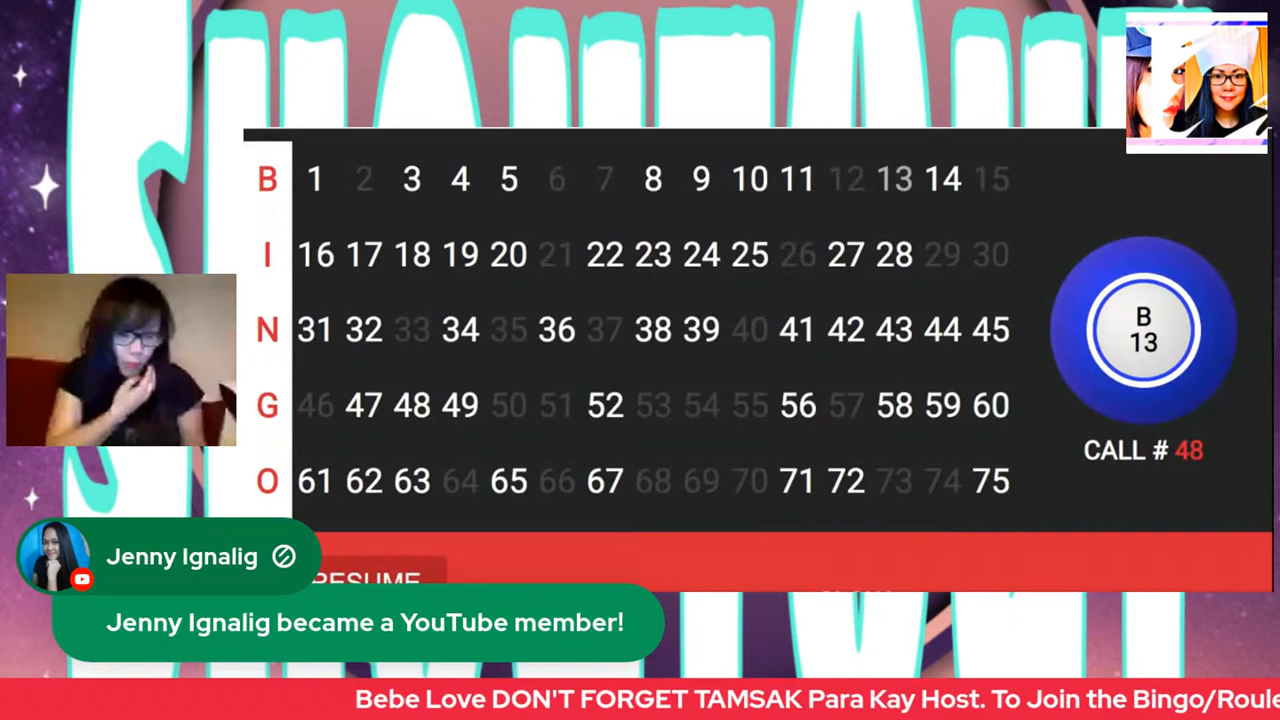 B 1 2 3 4 5 6 7 8 9 10 11 12 13 14 15
I 16 17 18 19 20 21 22 23 24 25 26 27 28 29 30
N 31 32 33 34 35 36 37 38 39 40 41 42 43 44 45
G 46 47 48 49 50 51 52 53 54 55 56 57 58 59 60
O 61 62 63 64 65 66 67 68 69 70 71 72 73 74 75
B
13
CALL # 48
RESUME
Jenny Ignalig
Jenny Ignalig became a YouTube member!
Bebe Love DON'T FORGET TAMSAK Para Kay Host. To Join the Bingo/Roule